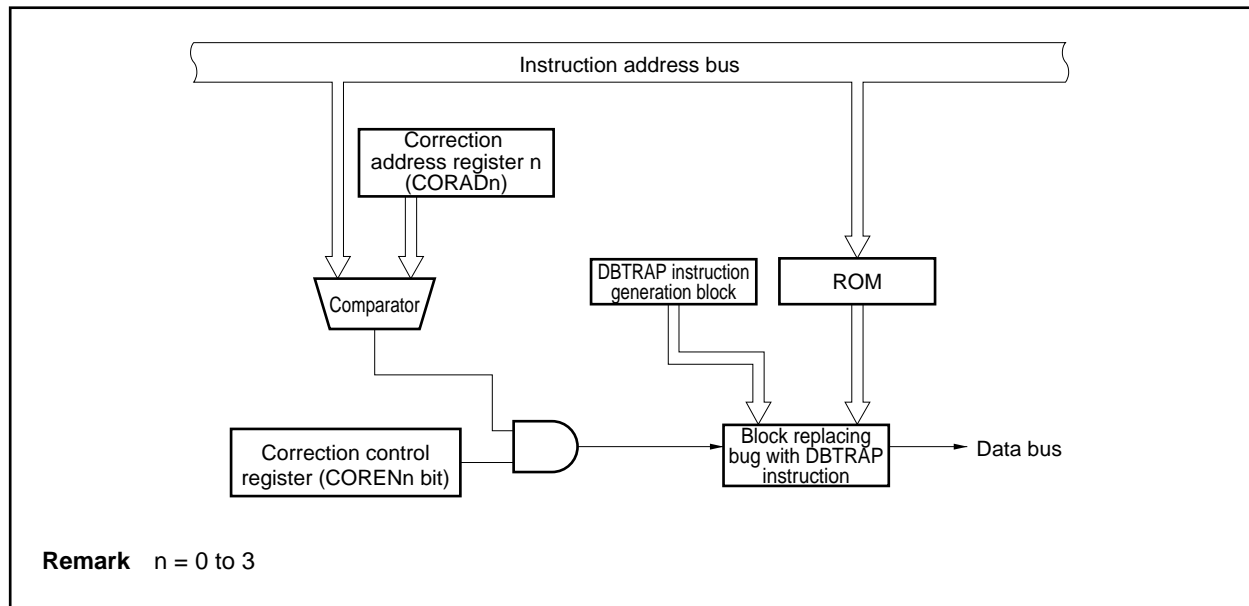 Instruction address bus
Correction
address register n
(CORADn)
Comparator
DBTRAP instruction
generation block
ROM
Correction control
register (CORENn bit)
Block replacing
bug with DBTRAP
instruction
Data bus
Remark n = 0 to 3